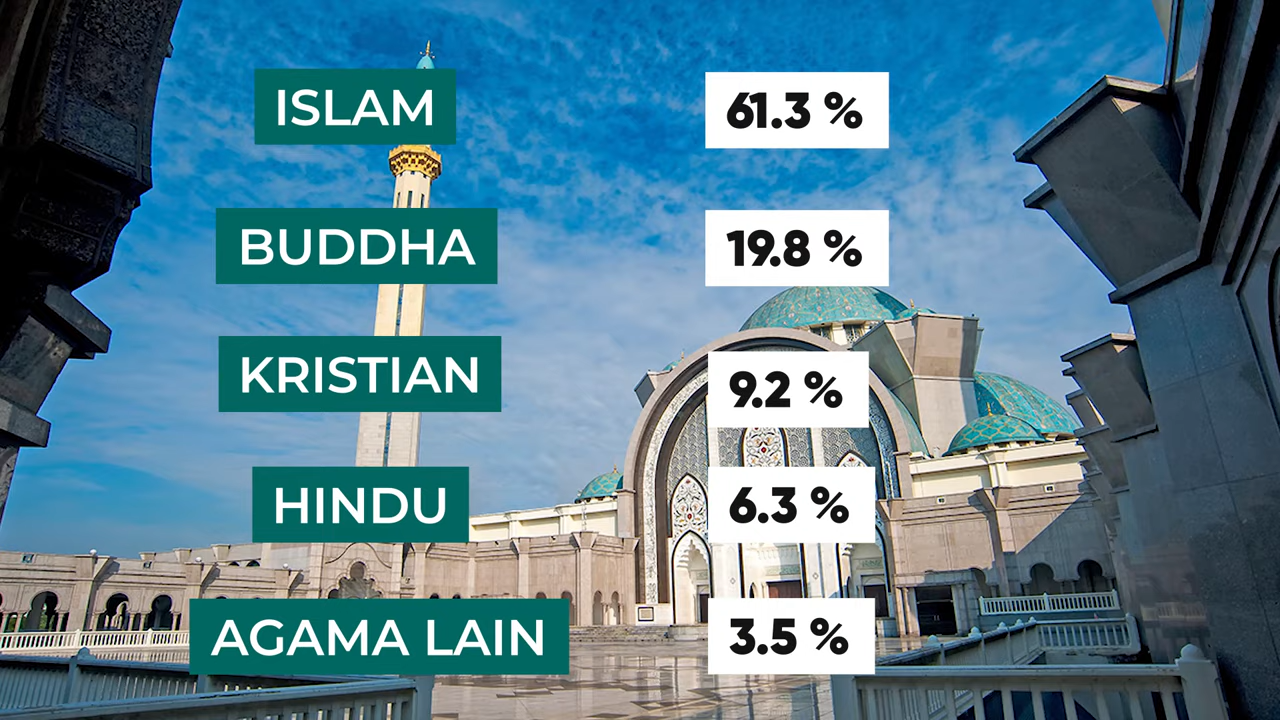 ISLAM 61.3 %
BUDDHA 19.8 %
KRISTIAN 9.2 %
HINDU 6.3 %
AGAMA LAIN 3.5 %